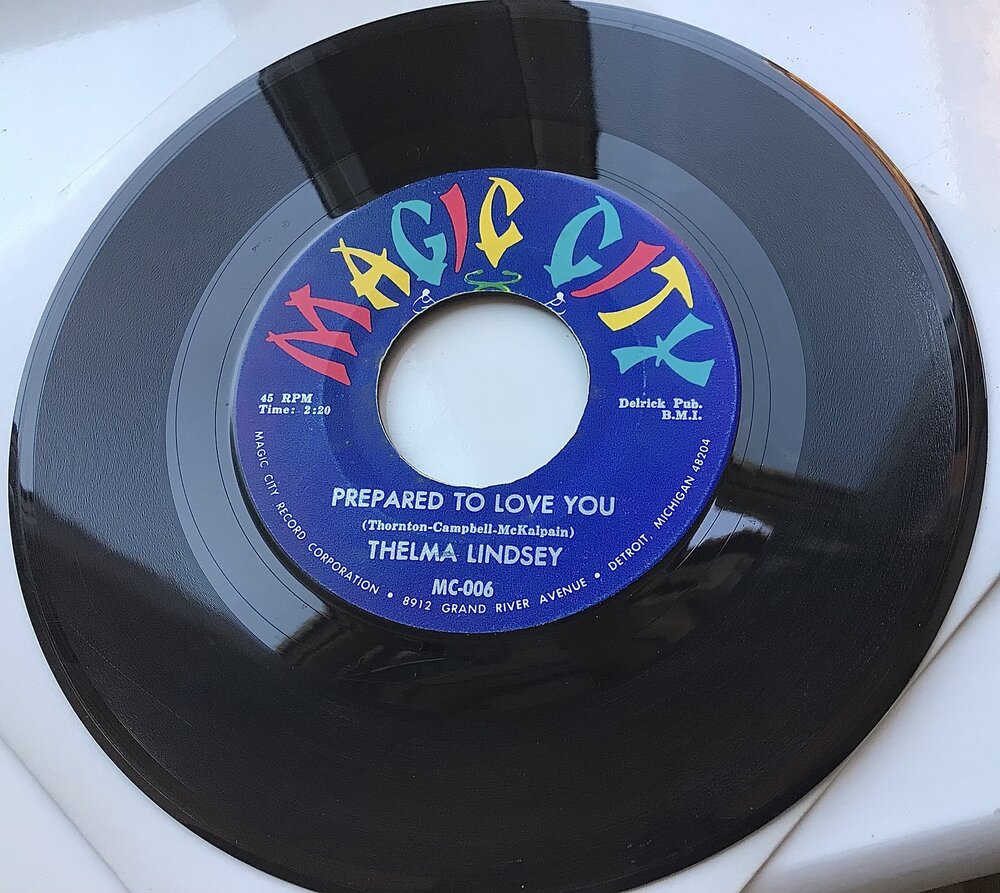 MAGIC CITY
45 RPM
Time: 2:20
Delrick Pub.
B.M.I.
PREPARED TO LOVE YOU
(Thornton-Campbell-McKalpain)
THELMA LINDSEY
MC-006
MAGIC CITY RECORD CORPORATION • 8912 GRAND RIVER AVENUE • DETROIT, MICHIGAN 48204